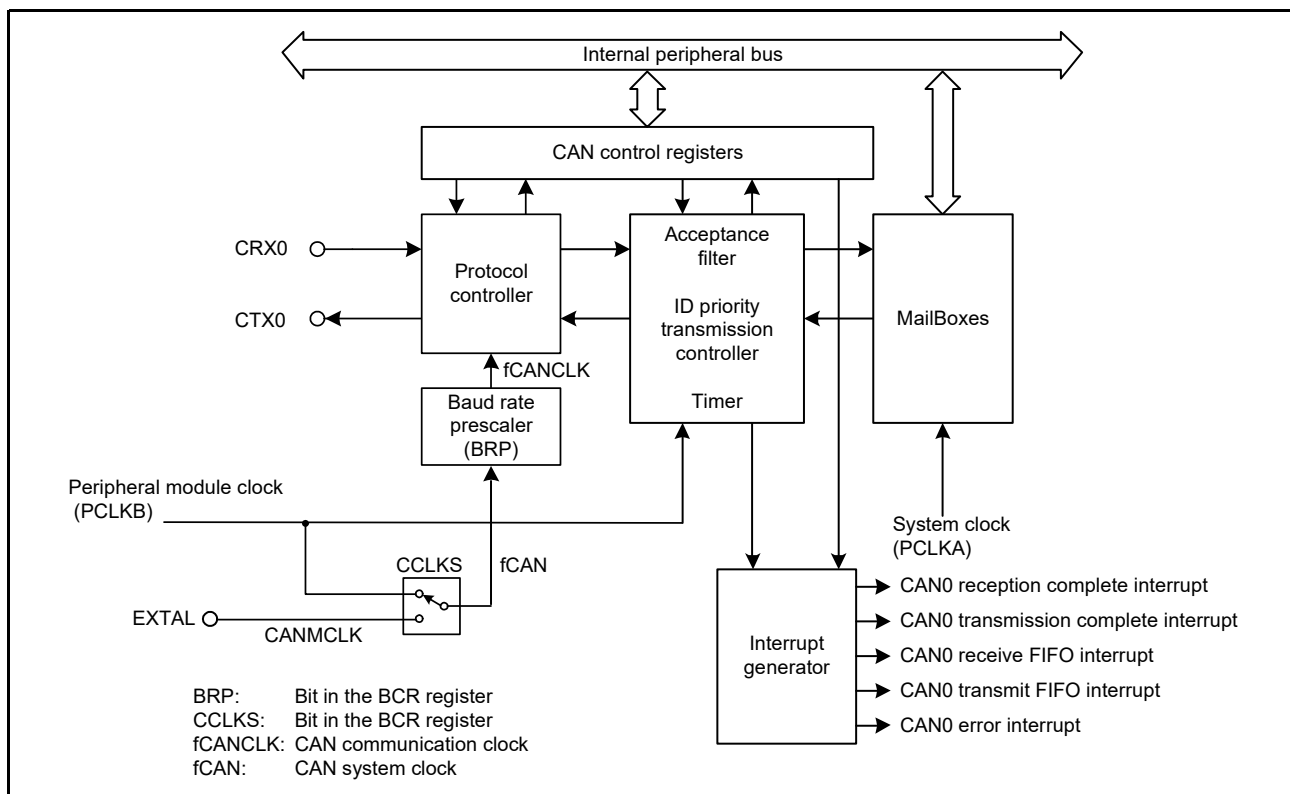 Internal peripheral bus
CAN control registers
CRX0
CTX0
Protocol
controller
Acceptance
filter
ID priority
transmission
controller
Timer
MailBoxes
fCANCLK
Baud rate
prescaler
(BRP)
Peripheral module clock
(PCLKB)
System clock
(PCLKA)
CCLKS
fCAN
EXTAL
CANMCLK
Interrupt
generator
CAN0 reception complete interrupt
CAN0 transmission complete interrupt
CAN0 receive FIFO interrupt
CAN0 transmit FIFO interrupt
CAN0 error interrupt
BRP: Bit in the BCR register
CCLKS: Bit in the BCR register
fCANCLK: CAN communication clock
fCAN: CAN system clock